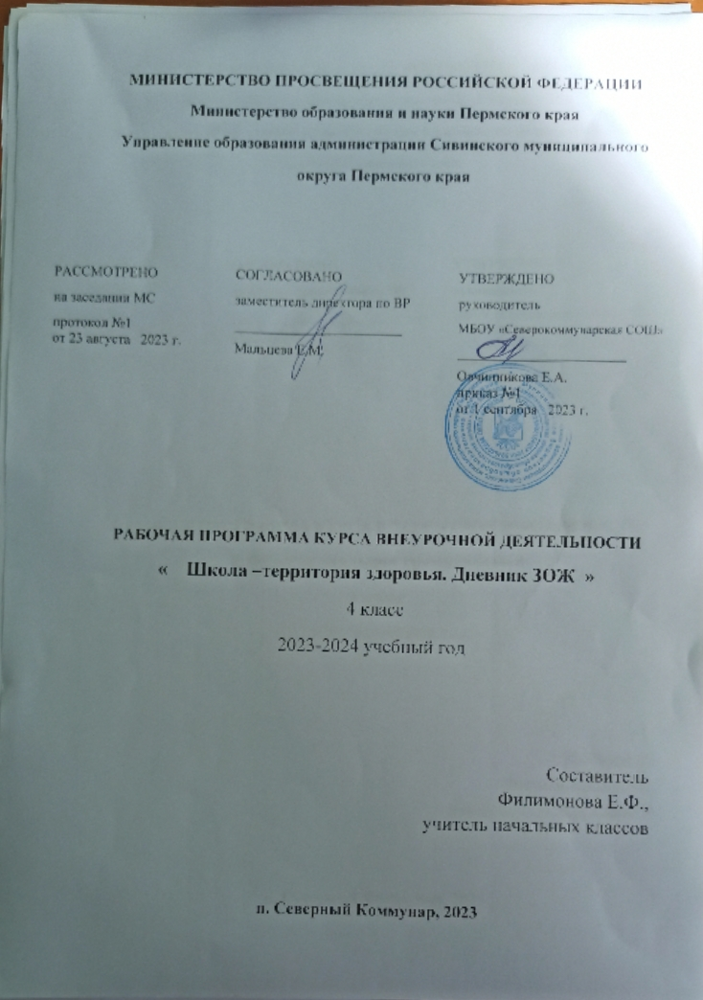 МИНИСТЕРСТВО ПРОСВЕЩЕНИЯ РОССИЙСКОЙ ФЕДЕРАЦИИ
Министерство образования и науки Пермского края
Управление образования администрации Сивинского муниципального
округа Пермского края
РАССМОТРЕНО
на заседании МС
протокол №1
от 23 августа 2023 г.
СОГЛАСОВАНО
заместитель директора по ВР
Мальцева Е.М.
УТВЕРЖДЕНО
руководитель
МБОУ «Северокоммунарская СОШ»
Овчинникова Е.А.
приказ №1
от 1 сентября 2023 г.
РАБОЧАЯ ПРОГРАММА КУРСА ВНЕУРОЧНОЙ ДЕЯТЕЛЬНОСТИ
« Школа –территория здоровья. Дневник ЗОЖ »
4 класс
2023-2024 учебный год
Составитель
Филимонова Е.Ф.,
учитель начальных классов
п. Северный Коммунар, 2023